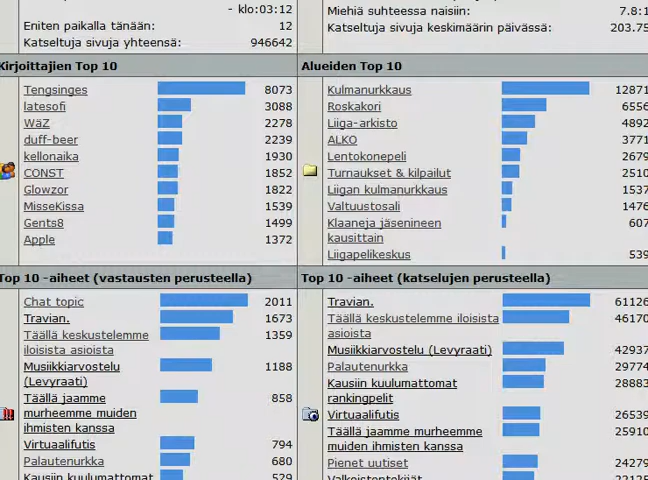 - klo:03:12
Eniten paikalla tänään: 12
Katseltuja sivuja yhteensä: 946642
Miehiä suhteessa naisiin: 7.8:1
Katseltuja sivuja keskimäärin päivässä: 203.75
Kirjoittajien Top 10
Tengsinges 8073
latesofi 3088
WäZ 2278
duff-beer 2239
kellonaika 1930
CONST 1852
Glowzor 1822
MisseKissa 1539
Gents8 1499
Apple 1372
Alueiden Top 10
Kulmanurkkaus 12871
Roskakori 6556
Liiga-arkisto 4892
ALKO 3771
Lentokonepeli 2679
Turnaukset & kilpailut 2510
Liigan kulmanurkkaus 1537
Valtuustosali 1476
Klaaneja jäsenineen 607
kausittain
Liigapelikeskus 539
Top 10 -aiheet (vastausten perusteella)
Chat topic 2011
Travian. 1673
Täällä keskustelemme 1359
iloisista asioista
Musiikkiarvostelu 1188
(Levyraati)
Täällä jaamme 858
murheemme muiden
ihmisten kanssa
Virtuaalifutis 794
Palautenurkka 680
Kausiin kuulumattomat 529
Top 10 -aiheet (katselujen perusteella)
Travian. 61126
Täällä keskustelemme iloisista 46170
asioista
Musiikkiarvostelu (Levyraati) 42937
Palautenurkka 29774
Kausiin kuulumattomat 28883
rankingpelit
Virtuaalifutis 26539
Täällä jaamme murheemme 25910
muiden ihmisten kanssa
Pienet uutiset 24279
Valkeistentekijät 22125